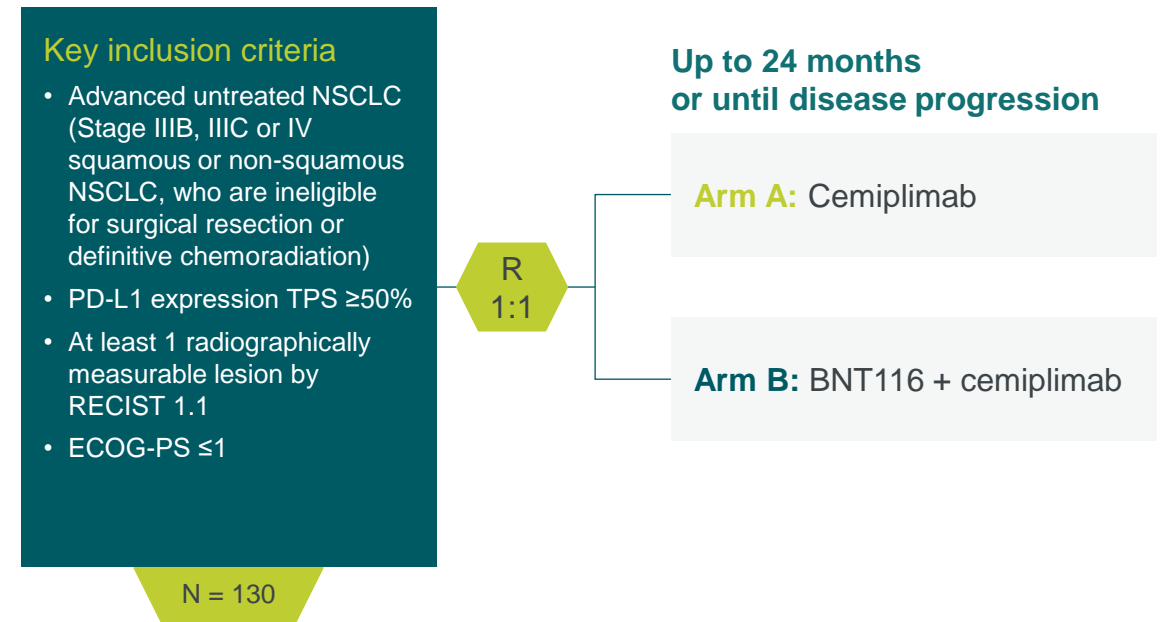 Key inclusion criteria
• Advanced untreated NSCLC
(Stage IIIB, IIIC or IV
squamous or non-squamous
NSCLC, who are ineligible
for surgical resection or
definitive chemoradiation)
• PD-L1 expression TPS ≥50%
• At least 1 radiographically
measurable lesion by
RECIST 1.1
• ECOG-PS ≤1
N = 130
R
1:1
Up to 24 months
or until disease progression
Arm A: Cemiplimab
Arm B: BNT116 + cemiplimab